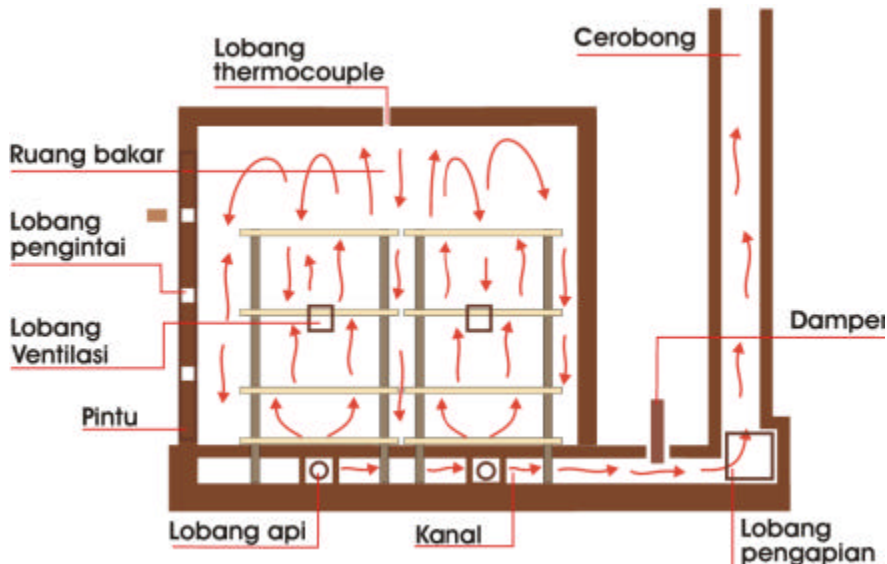 Lobang
thermocouple
Cerobong
Ruang bakar
Lobang
pengintai
Lobang
Ventilasi
Damper
Pintu
Lobang api
Kanal
Lobang
pengapian